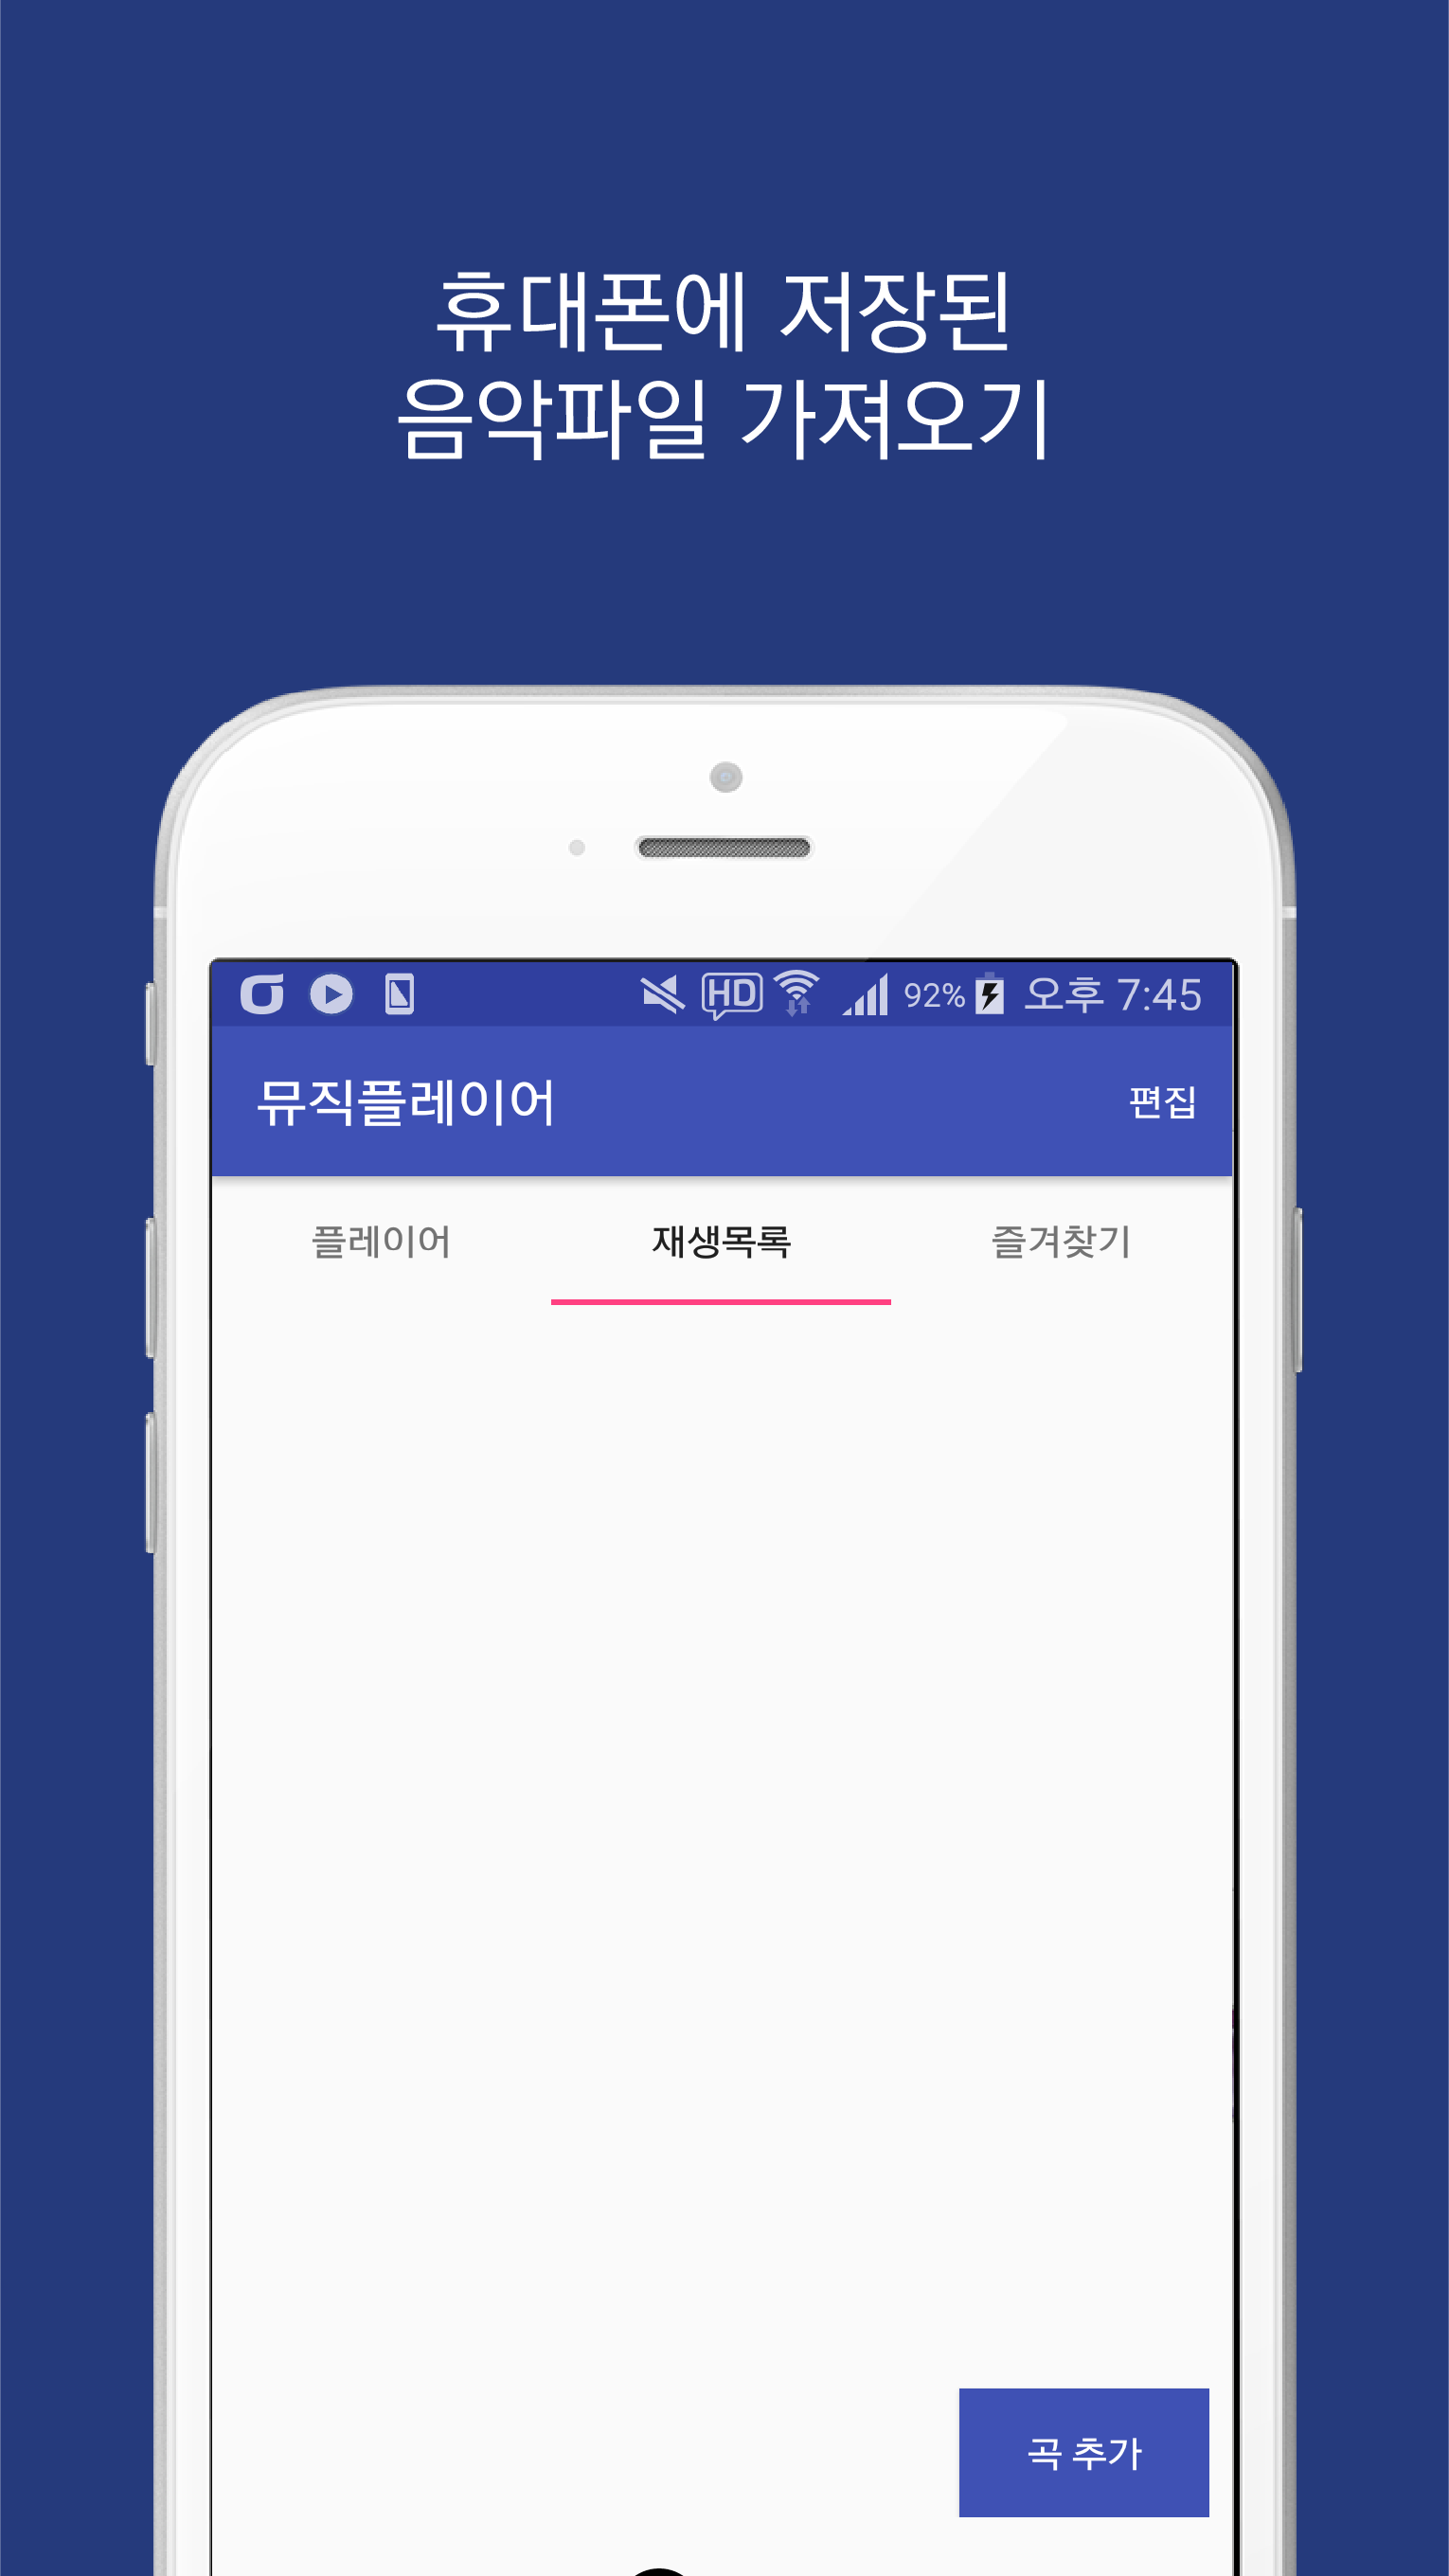 휴대폰에 저장된
음악파일 가져오기
HD 92% 오후 7:45
뮤직플레이어 편집
플레이어 재생목록 즐겨찾기
곡 추가